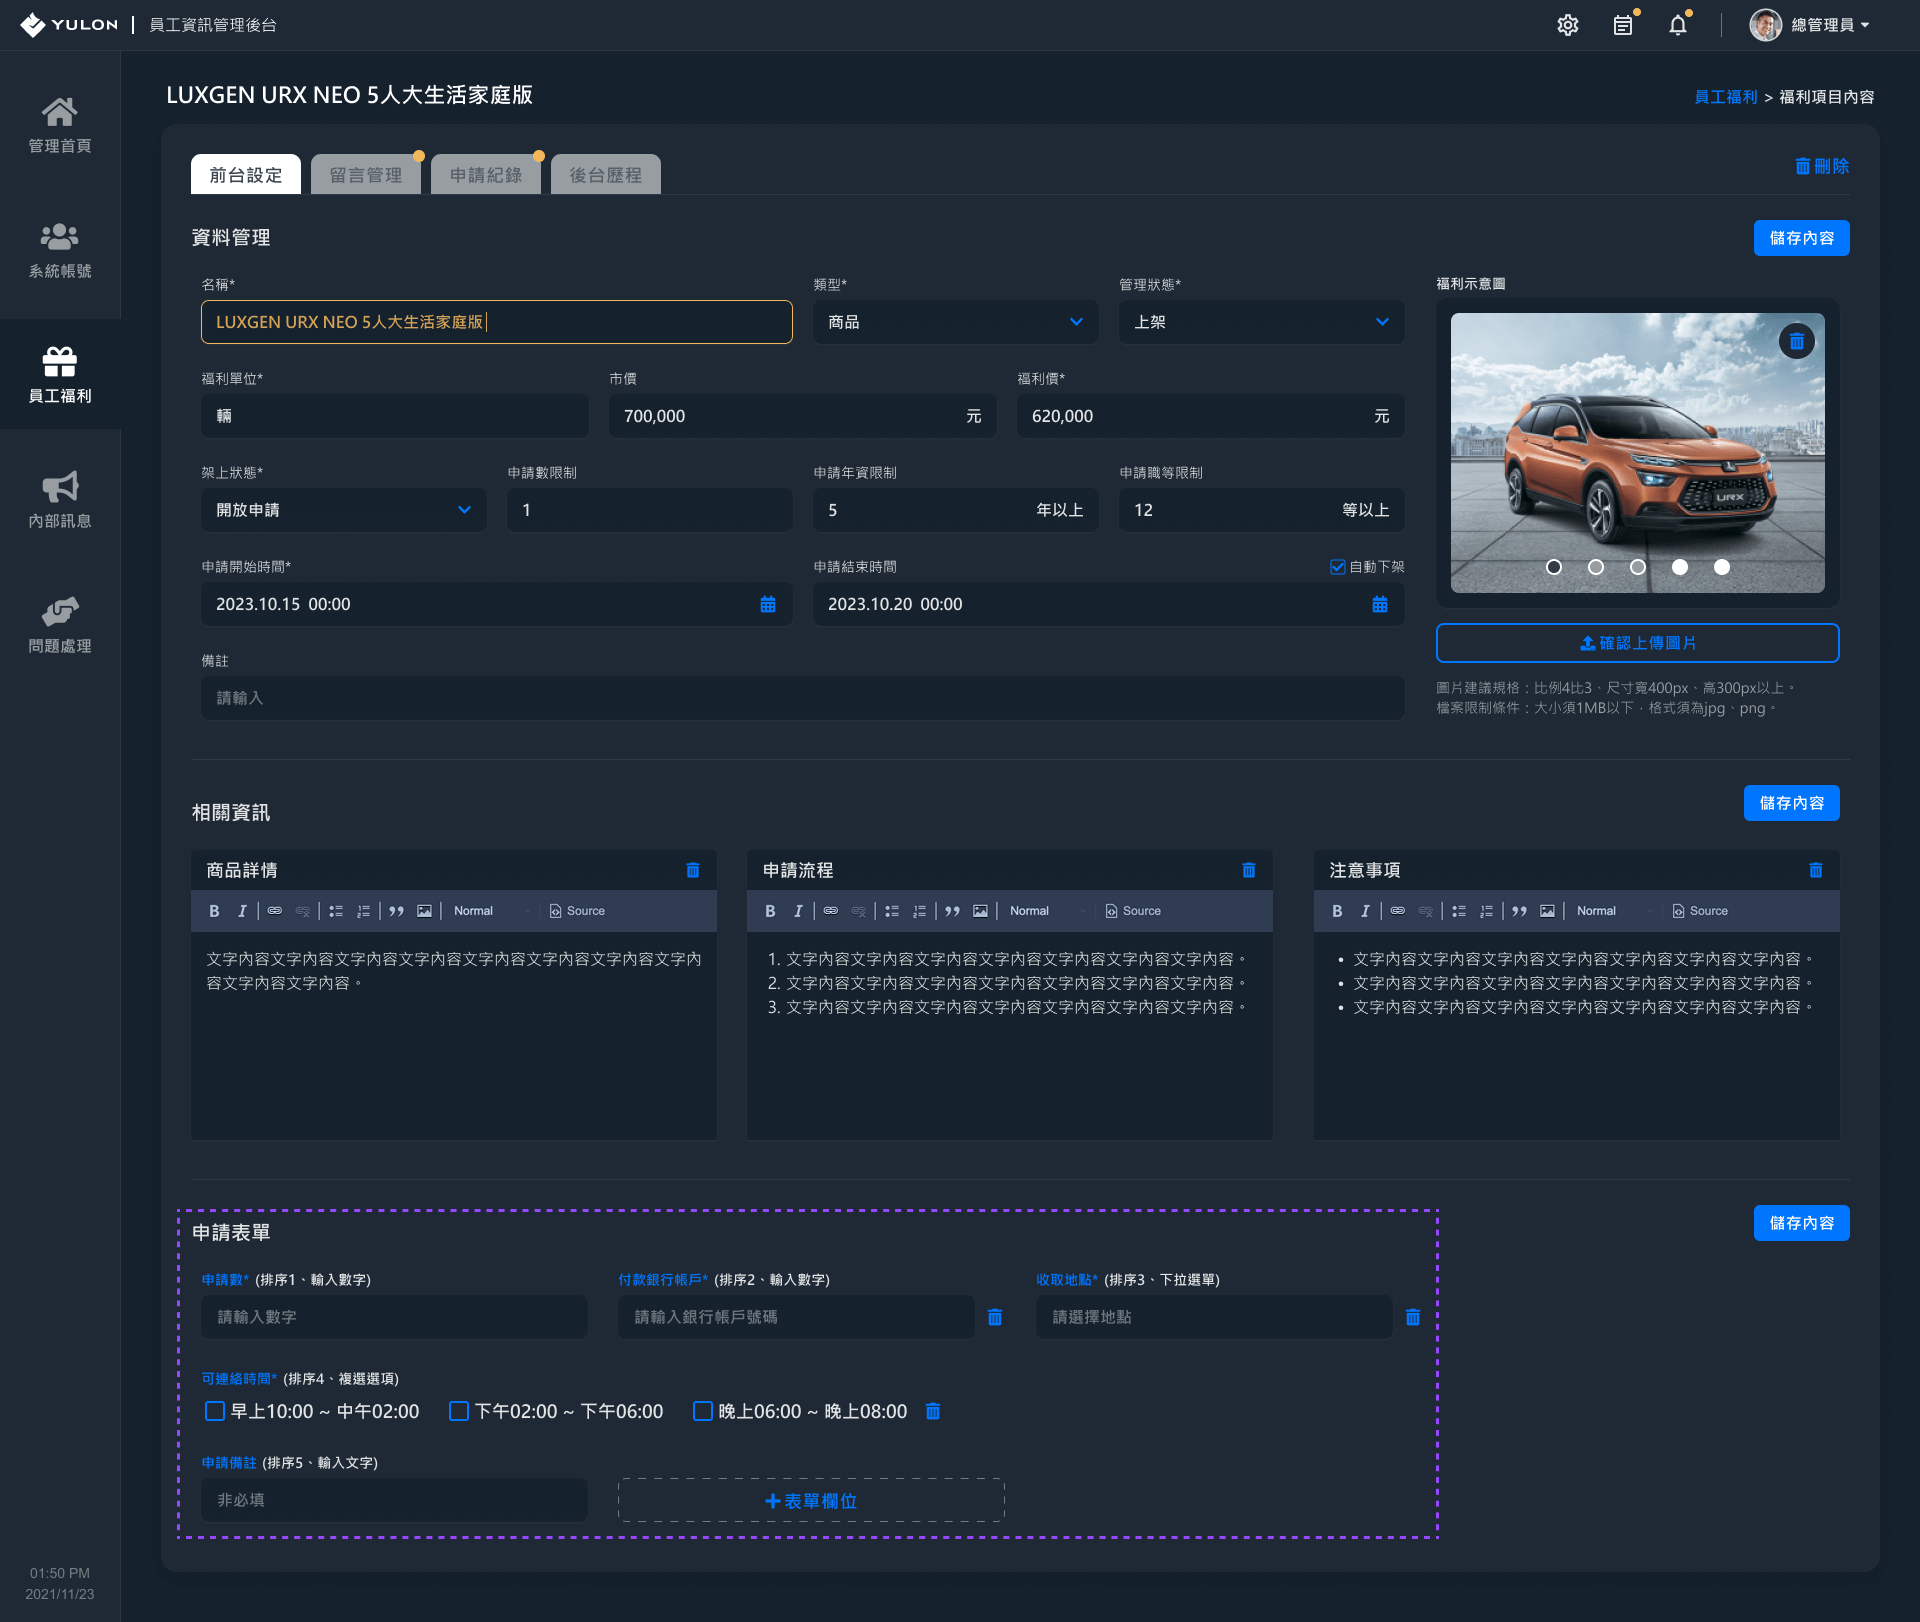 YULON
員工資訊管理後台
總管理員
管理首頁
系統帳號
員工福利
內部訊息
問題處理
01:50 PM
2021/11/23
LUXGEN URX NEO 5人大生活家庭版
員工福利 > 福利項目內容
前台設定
留言管理
申請紀錄
後台歷程
刪除
資料管理
儲存內容
名稱*
LUXGEN URX NEO 5人大生活家庭版
類型*
商品
管理狀態*
上架
福利單位*
輛
市價
700,000 元
福利價*
620,000 元
架上狀態*
開放申請
申請數限制
1
申請年資限制
5 年以上
申請職等限制
12 等以上
申請開始時間*
2023.10.15 00:00
申請結束時間
自動下架
2023.10.20 00:00
備註
請輸入
福利示意圖
URX
確認上傳圖片
圖片建議規格：比例4比3、尺寸寬400px、高300px以上。
檔案限制條件：大小須1MB以下，格式須為jpg、png。
相關資訊
儲存內容
商品詳情
B I Normal Source
文字內容文字內容文字內容文字內容文字內容文字內容文字內容文字內
容文字內容文字內容。
申請流程
B I Normal Source
1. 文字內容文字內容文字內容文字內容文字內容文字內容文字內容。
2. 文字內容文字內容文字內容文字內容文字內容文字內容文字內容。
3. 文字內容文字內容文字內容文字內容文字內容文字內容文字內容。
注意事項
B I Normal Source
• 文字內容文字內容文字內容文字內容文字內容文字內容文字內容。
• 文字內容文字內容文字內容文字內容文字內容文字內容文字內容。
• 文字內容文字內容文字內容文字內容文字內容文字內容文字內容。
申請表單
儲存內容
申請數* (排序1、輸入數字)
請輸入數字
付款銀行帳戶* (排序2、輸入數字)
請輸入銀行帳戶號碼
收取地點* (排序3、下拉選單)
請選擇地點
可連絡時間* (排序4、複選選項)
早上10:00 ~ 中午02:00
下午02:00 ~ 下午06:00
晚上06:00 ~ 晚上08:00
申請備註 (排序5、輸入文字)
非必填
表單欄位